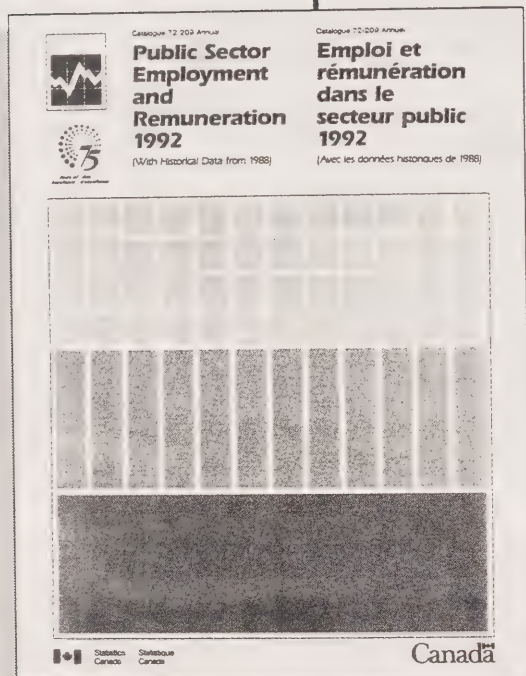 Catalogue 72-209 Annual
Public Sector
Employment
and
Remuneration
1992
(With Historical Data from 1988)
Catalogue 72-209 Annuel
Emploi et
rémunération
dans le
secteur public
1992
(Avec les données historiques de 1988)
75
Statistics
Canada
Statistique
Canada
Canada